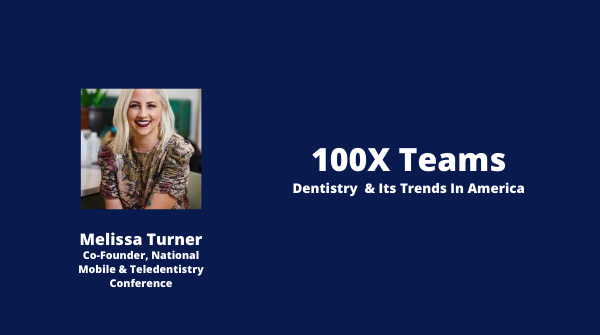 100X Teams
Dentistry & Its Trends In America
Melissa Turner
Co-Founder, National
Mobile & Teledentistry
Conference